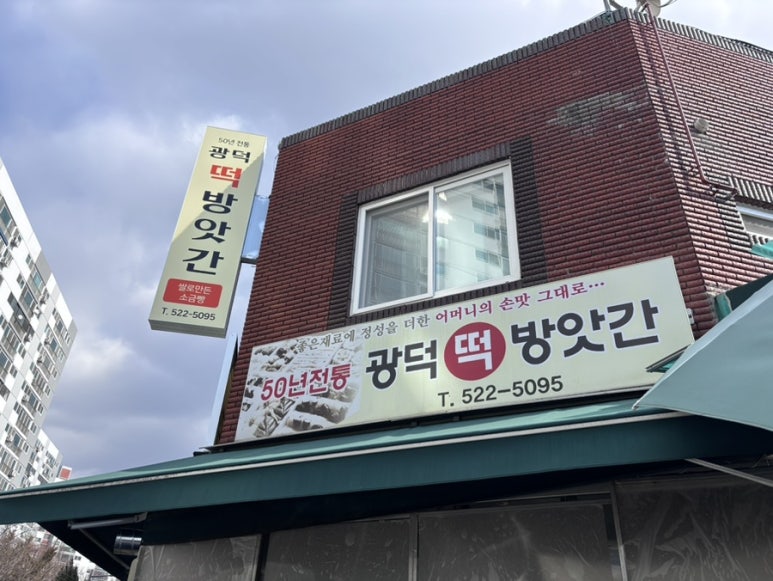 50년 전통
광덕
떡
방앗간
쌀로만든
소금빵
T. 522-5095
좋은재료에 정성을 더한 어머니의 손맛 그대로…
50년전통 광덕 떡 방앗간
T. 522-5095